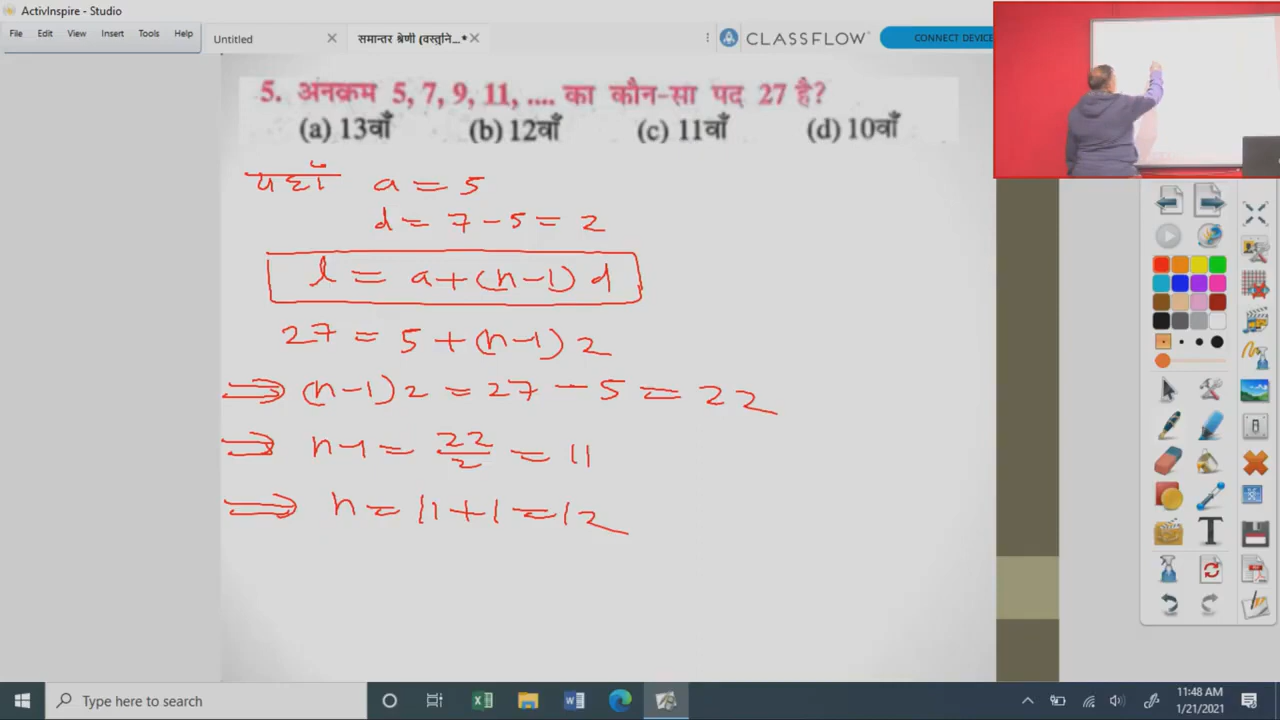 ActivInspire - Studio
File Edit View Insert Tools Help
Untitled
समान्तर श्रेणी (वस्तुनि...*
CLASSFLOW
CONNECT DEVICE
5. अनक्रम 5, 7, 9, 11, .... का कौन-सा पद 27 है?
(a) 13वाँ (b) 12वाँ (c) 11वाँ (d) 10वाँ
यहाँ a = 5
d = 7 - 5 = 2
l = a + (n-1) d
27 = 5 + (n-1) 2
⇒ (n-1) 2 = 27 - 5 = 22
⇒ n-1 = 22/2 = 11
⇒ n = 11 + 1 = 12
Type here to search
11:48 AM
1/21/2021